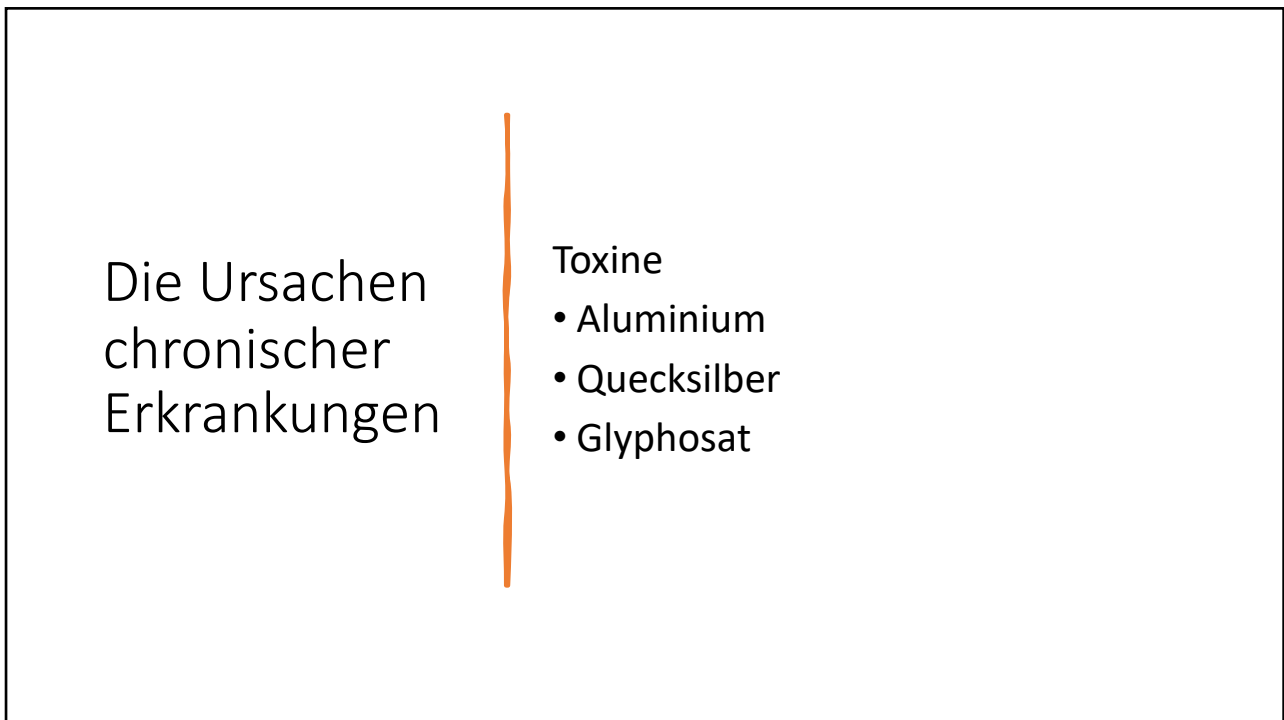 Die Ursachen
chronischer
Erkrankungen
Toxine
• Aluminium
• Quecksilber
• Glyphosat